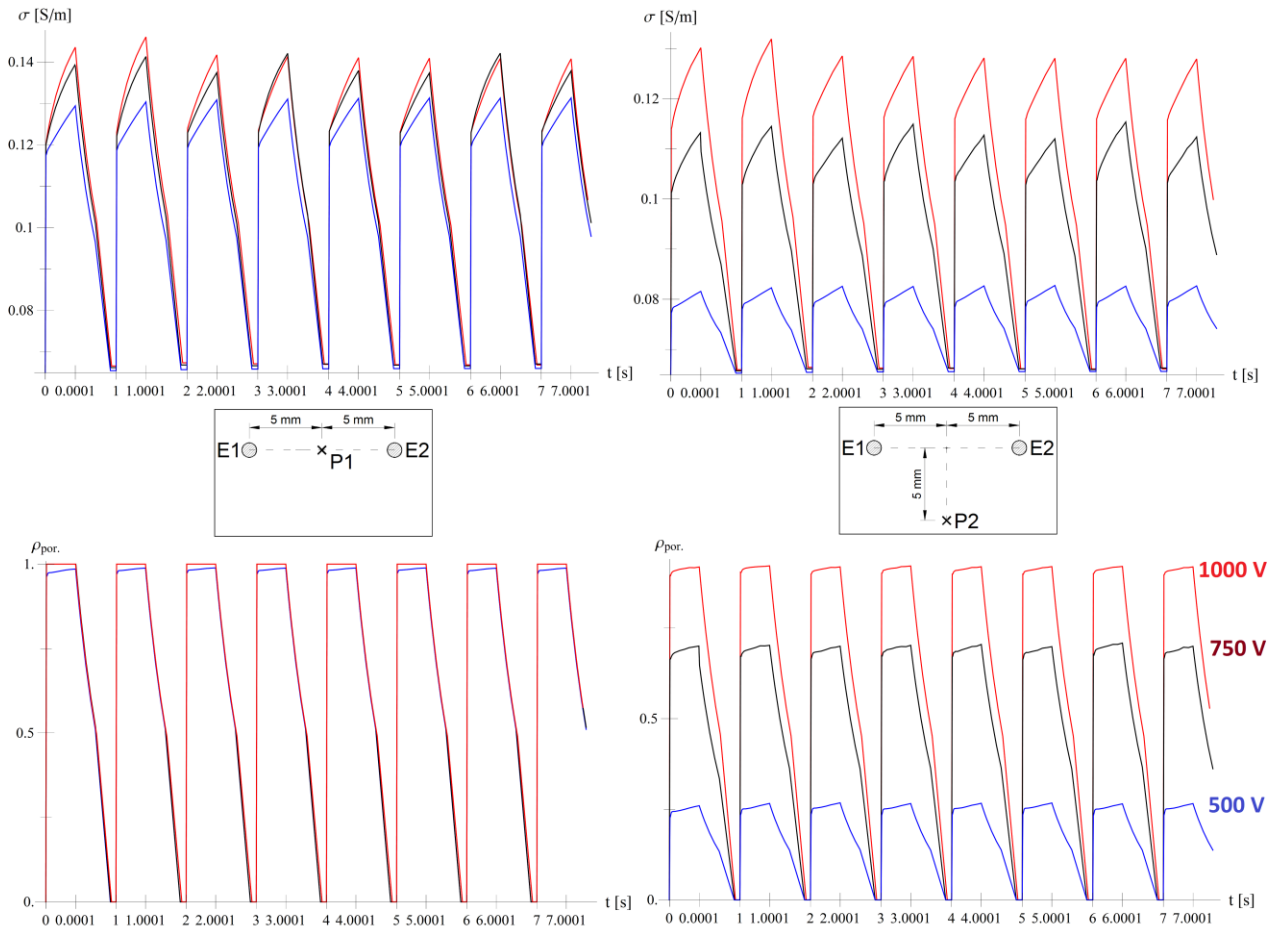 σ [S/m]
0.14
0.12
0.1
0.08
t [s]
0 0.0001 1 1.0001 2 2.0001 3 3.0001 4 4.0001 5 5.0001 6 6.0001 7 7.0001
σ [S/m]
0.12
0.1
0.08
t [s]
0 0.0001 1 1.0001 2 2.0001 3 3.0001 4 4.0001 5 5.0001 6 6.0001 7 7.0001
5 mm 5 mm
E1 P1 E2
5 mm 5 mm
E1 E2
5 mm
P2
ρpor.
1.
0.5
0.
t [s]
0 0.0001 1 1.0001 2 2.0001 3 3.0001 4 4.0001 5 5.0001 6 6.0001 7 7.0001
ρpor.
0.5
0.
1000 V
750 V
500 V
t [s]
0 0.0001 1 1.0001 2 2.0001 3 3.0001 4 4.0001 5 5.0001 6 6.0001 7 7.0001